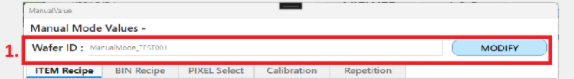 ManualValue
Manual Mode Values -
1. Wafer ID : ManualMode_TEST001 MODIFY
ITEM Recipe BIN Recipe PIXEL Select Calibration Repetition